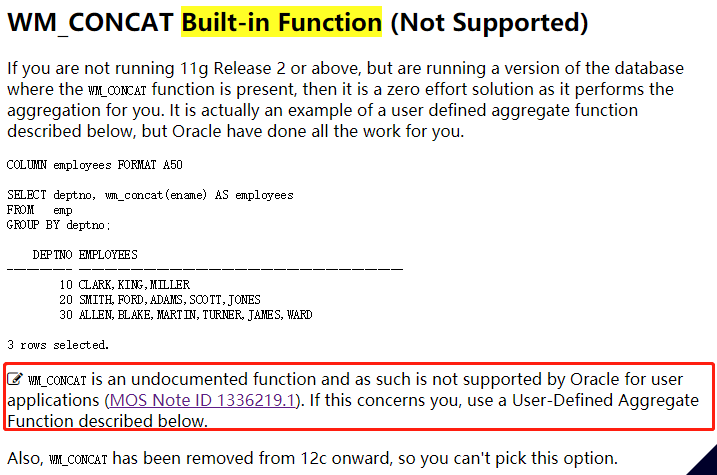 WM_CONCAT Built-in Function (Not Supported)
If you are not running 11g Release 2 or above, but are running a version of the database
where the WM_CONCAT function is present, then it is a zero effort solution as it performs the
aggregation for you. It is actually an example of a user defined aggregate function
described below, but Oracle have done all the work for you.
COLUMN employees FORMAT A50
SELECT deptno, wm_concat(ename) AS employees
FROM   emp
GROUP BY deptno;
    DEPTNO EMPLOYEES
---------- --------------------------------------------------
        10 CLARK,KING,MILLER
        20 SMITH,FORD,ADAMS,SCOTT,JONES
        30 ALLEN,BLAKE,MARTIN,TURNER,JAMES,WARD
3 rows selected.
WM_CONCAT is an undocumented function and as such is not supported by Oracle for user
applications (MOS Note ID 1336219.1). If this concerns you, use a User-Defined Aggregate
Function described below.
Also, WM_CONCAT has been removed from 12c onward, so you can't pick this option.